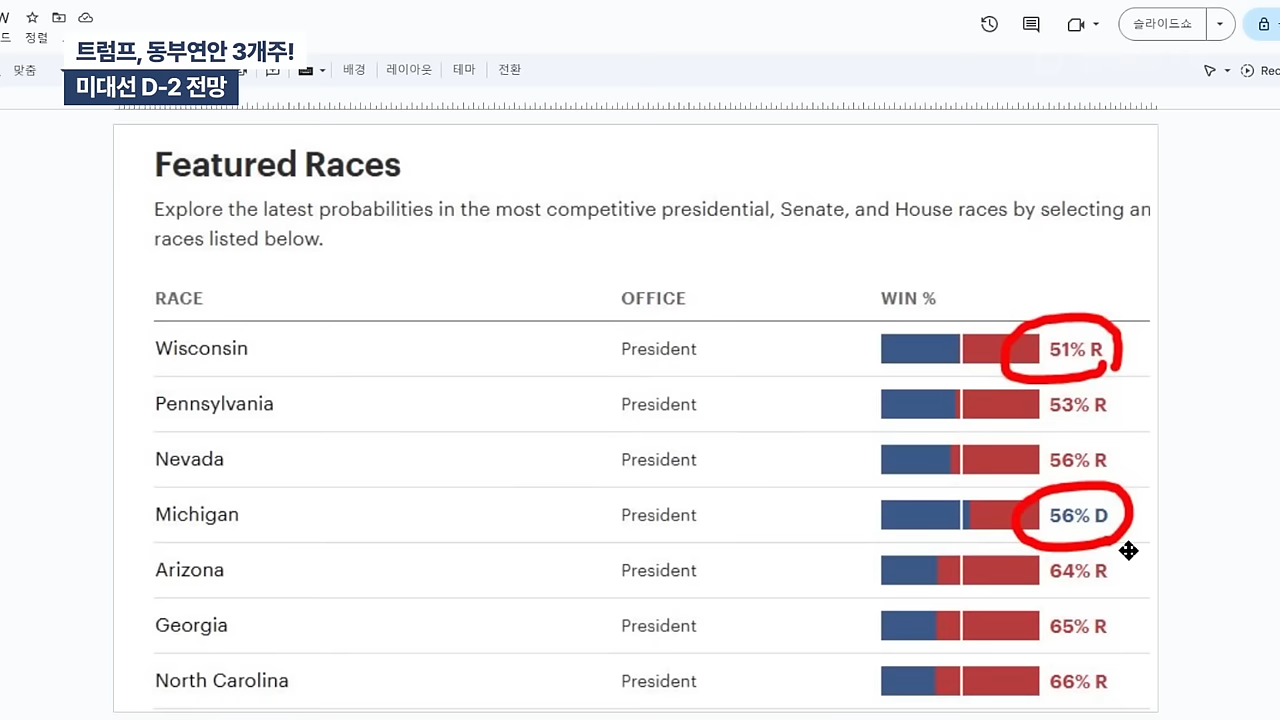 정렬
트럼프, 동부연안 3개주!
미대선 D-2 전망
슬라이드쇼
맞춤
배경
레이아웃
테마
전환
Rec
Featured Races
Explore the latest probabilities in the most competitive presidential, Senate, and House races by selecting an
races listed below.
RACE OFFICE WIN %
Wisconsin President 51% R
Pennsylvania President 53% R
Nevada President 56% R
Michigan President 56% D
Arizona President 64% R
Georgia President 65% R
North Carolina President 66% R